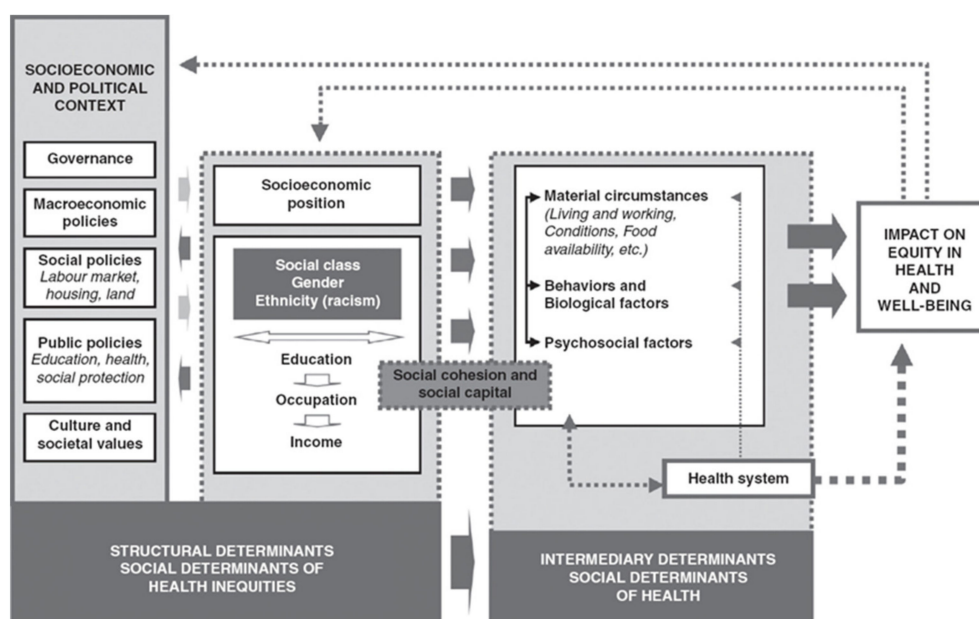 SOCIOECONOMIC
AND POLITICAL
CONTEXT
Governance
Macroeconomic
policies
Social policies
Labour market,
housing, land
Public policies
Education, health,
social protection
Culture and
societal values
Socioeconomic
position
Social class
Gender
Ethnicity (racism)
Education
Occupation
Income
Social cohesion and
social capital
Material circumstances
(Living and working,
Conditions, Food
availability, etc.)
Behaviors and
Biological factors
Psychosocial factors
Health system
IMPACT ON
EQUITY IN
HEALTH
AND
WELL-BEING
STRUCTURAL DETERMINANTS
SOCIAL DETERMINANTS OF
HEALTH INEQUITIES
INTERMEDIARY DETERMINANTS
SOCIAL DETERMINANTS
OF HEALTH